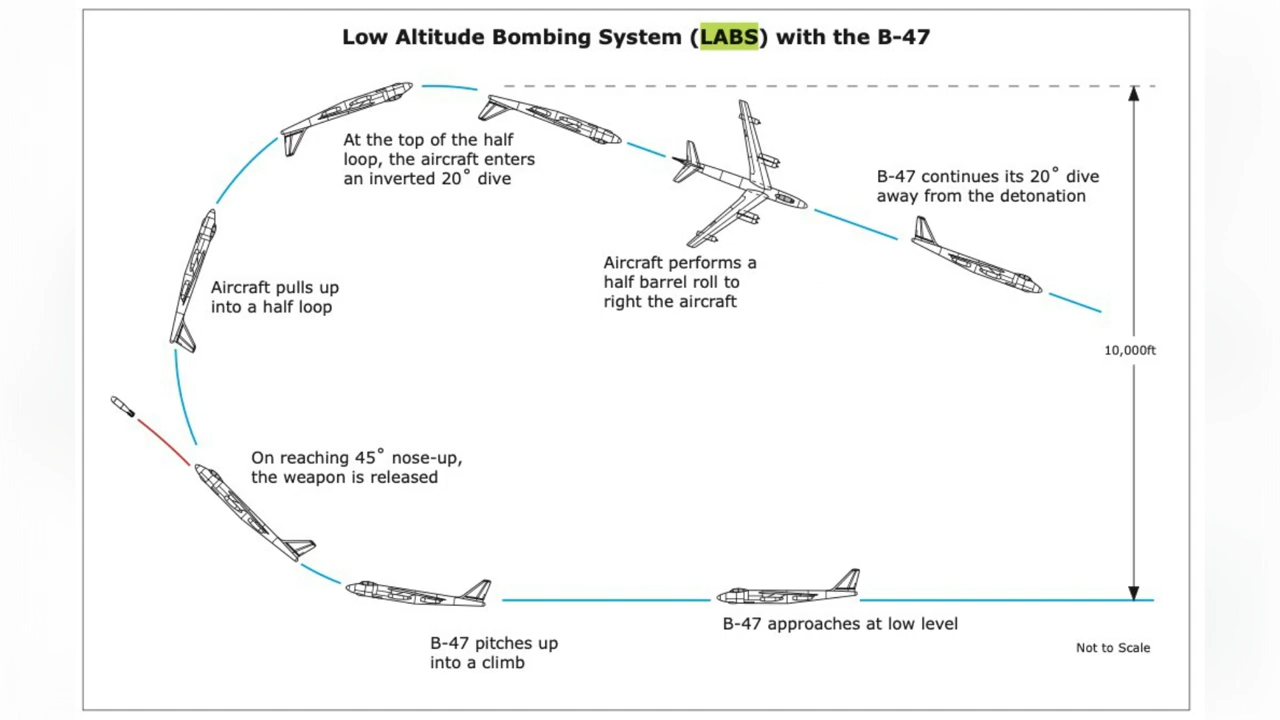 Low Altitude Bombing System (LABS) with the B-47
At the top of the half
loop, the aircraft enters
an inverted 20˚ dive
B-47 continues its 20˚ dive
away from the detonation
Aircraft performs a
half barrel roll to
right the aircraft
Aircraft pulls up
into a half loop
10,000ft
On reaching 45˚ nose-up,
the weapon is released
B-47 approaches at low level
B-47 pitches up
into a climb
Not to Scale